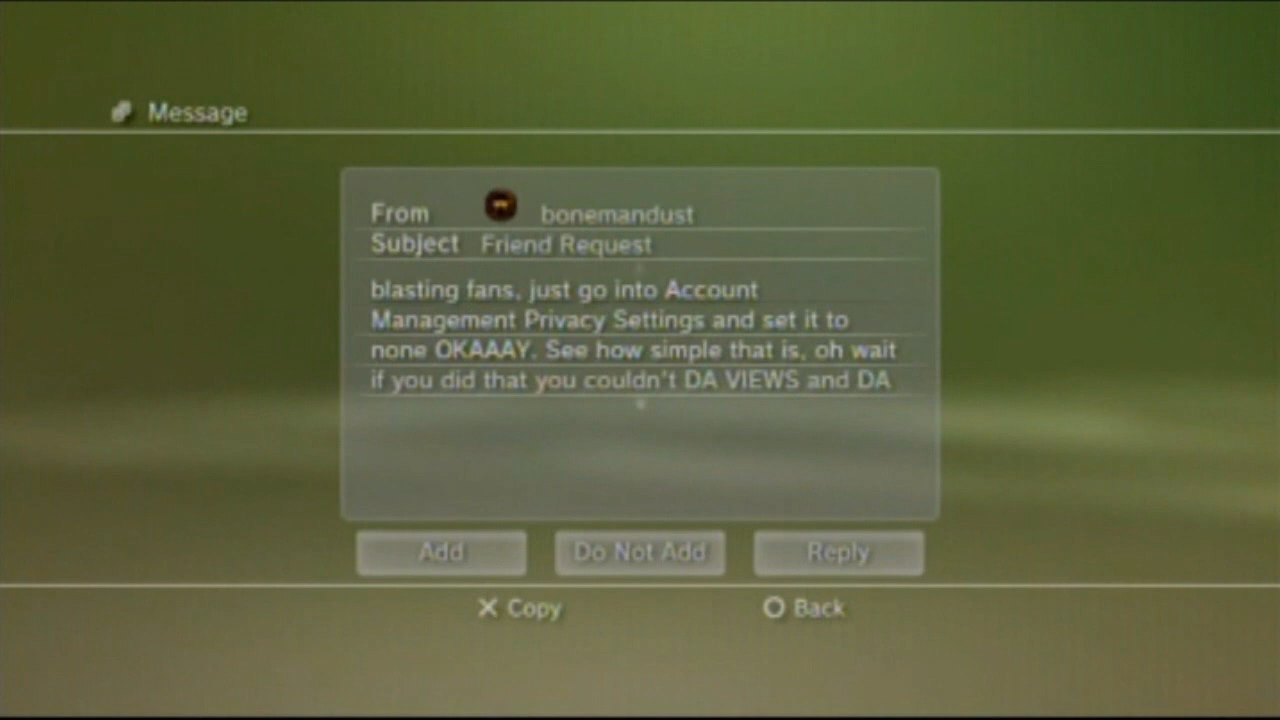 Message
From bonemandust
Subject Friend Request
blasting fans, just go into Account
Management Privacy Settings and set it to
none OKAAAY. See how simple that is, oh wait
if you did that you couldn't DA VIEWS and DA
Add Do Not Add Reply
X Copy O Back